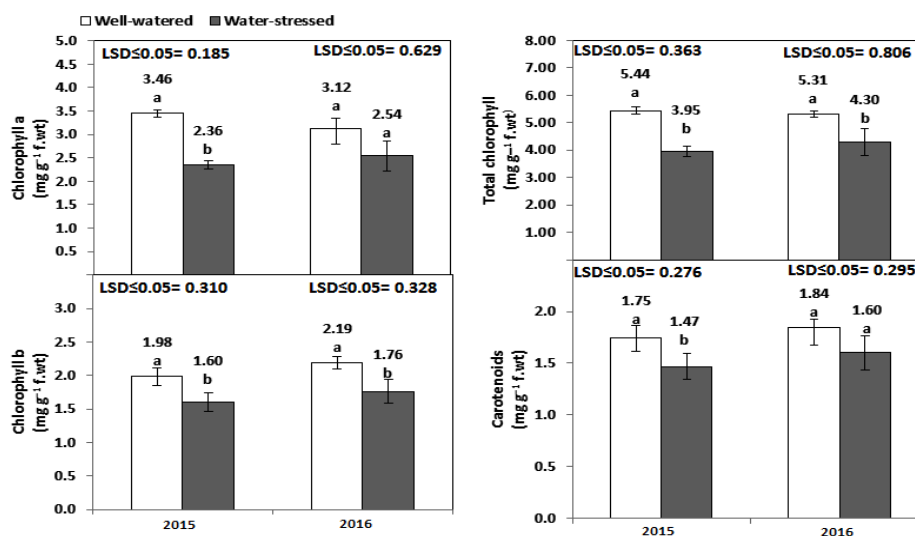 Well-watered Water-stressed
5.0
4.5
4.0
3.5
3.0
2.5
2.0
1.5
1.0
0.5
Chlorophyll a
(mg g⁻¹ f.wt)
LSD≤0.05= 0.185
LSD≤0.05= 0.629
3.46
a
2.36
b
3.12
a
2.54
a
3.0
2.5
2.0
1.5
1.0
0.5
0.0
Chlorophyll b
(mg g⁻¹ f.wt)
LSD≤0.05= 0.310
LSD≤0.05= 0.328
1.98
a
1.60
b
2.19
a
1.76
b
2015
2016
8.00
7.00
6.00
5.00
4.00
3.00
2.00
1.00
Total chlorophyll
(mg g⁻¹ f.wt)
LSD≤0.05= 0.363
LSD≤0.05= 0.806
5.44
a
3.95
b
5.31
a
4.30
b
2.0
1.5
1.0
0.5
0.0
Carotenoids
(mg g⁻¹ f.wt)
LSD≤0.05= 0.276
LSD≤0.05= 0.295
1.75
a
1.47
b
1.84
a
1.60
a
2015
2016